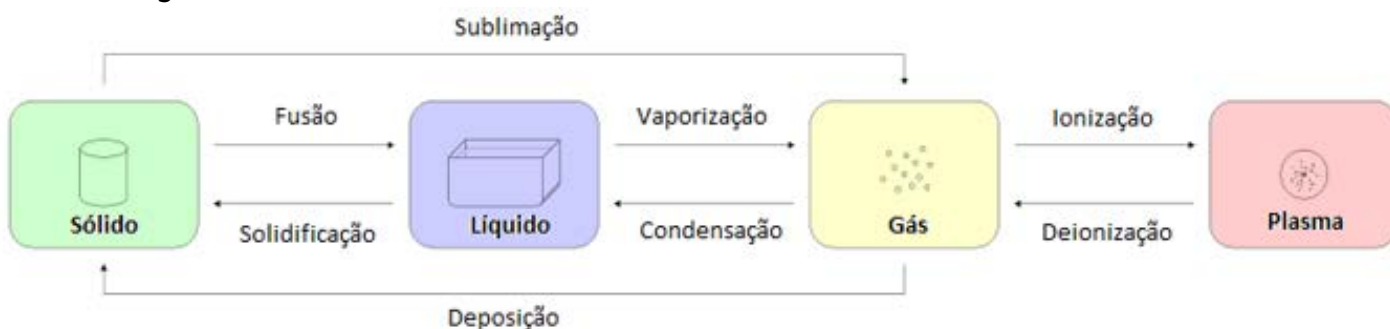 Sublimação
Fusão
Vaporização
Ionização
Sólido
Líquido
Gás
Plasma
Solidificação
Condensação
Deionização
Deposição